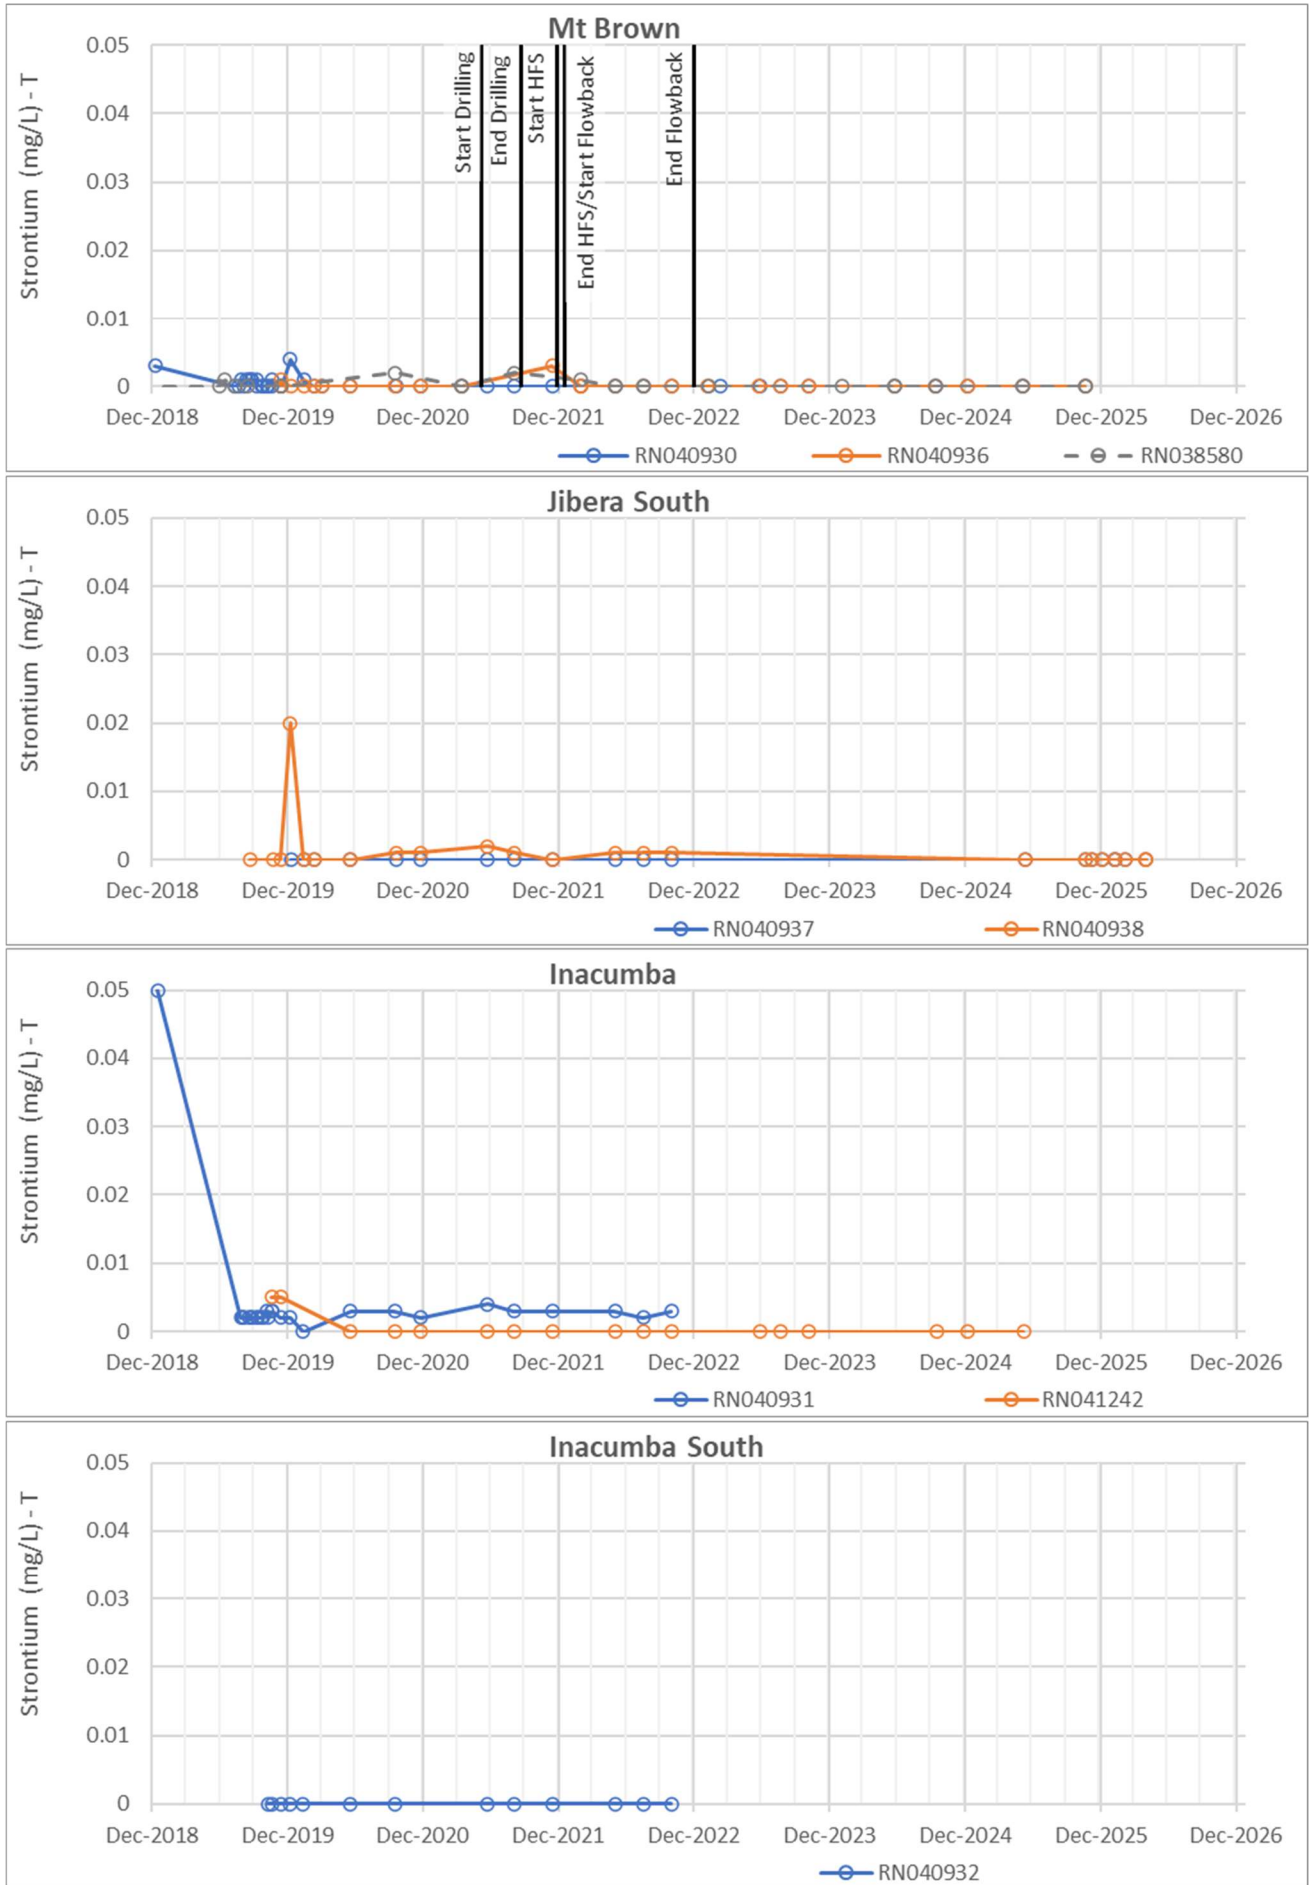 Mt Brown
Strontium (mg/L) - T
0.05
0.04
0.03
0.02
0.01
0
Start Drilling
End Drilling
Start HFS
End HFS/Start Flowback
End Flowback
Dec-2018 Dec-2019 Dec-2020 Dec-2021 Dec-2022 Dec-2023 Dec-2024 Dec-2025 Dec-2026
RN040930 RN040936 RN038580
Jibera South
Strontium (mg/L) - T
0.05
0.04
0.03
0.02
0.01
0
Dec-2018 Dec-2019 Dec-2020 Dec-2021 Dec-2022 Dec-2023 Dec-2024 Dec-2025 Dec-2026
RN040937 RN040938
Inacumba
Strontium (mg/L) - T
0.05
0.04
0.03
0.02
0.01
0
Dec-2018 Dec-2019 Dec-2020 Dec-2021 Dec-2022 Dec-2023 Dec-2024 Dec-2025 Dec-2026
RN040931 RN041242
Inacumba South
Strontium (mg/L) - T
0.05
0.04
0.03
0.02
0.01
0
Dec-2018 Dec-2019 Dec-2020 Dec-2021 Dec-2022 Dec-2023 Dec-2024 Dec-2025 Dec-2026
RN040932